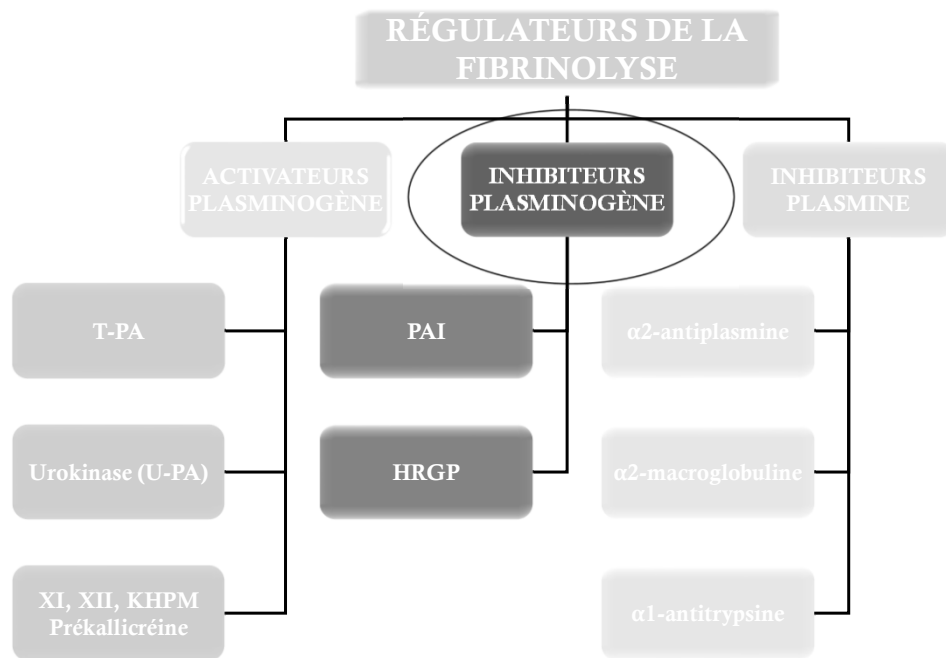 RÉGULATEURS DE LA
FIBRINOLYSE
ACTIVATEURS
PLASMINOGÈNE
INHIBITEURS
PLASMINOGÈNE
INHIBITEURS
PLASMINE
T-PA
PAI
α2-antiplasmine
Urokinase (U-PA)
HRGP
α2-macroglobuline
XI, XII, KHPM
Prékallicréine
α1-antitrypsine